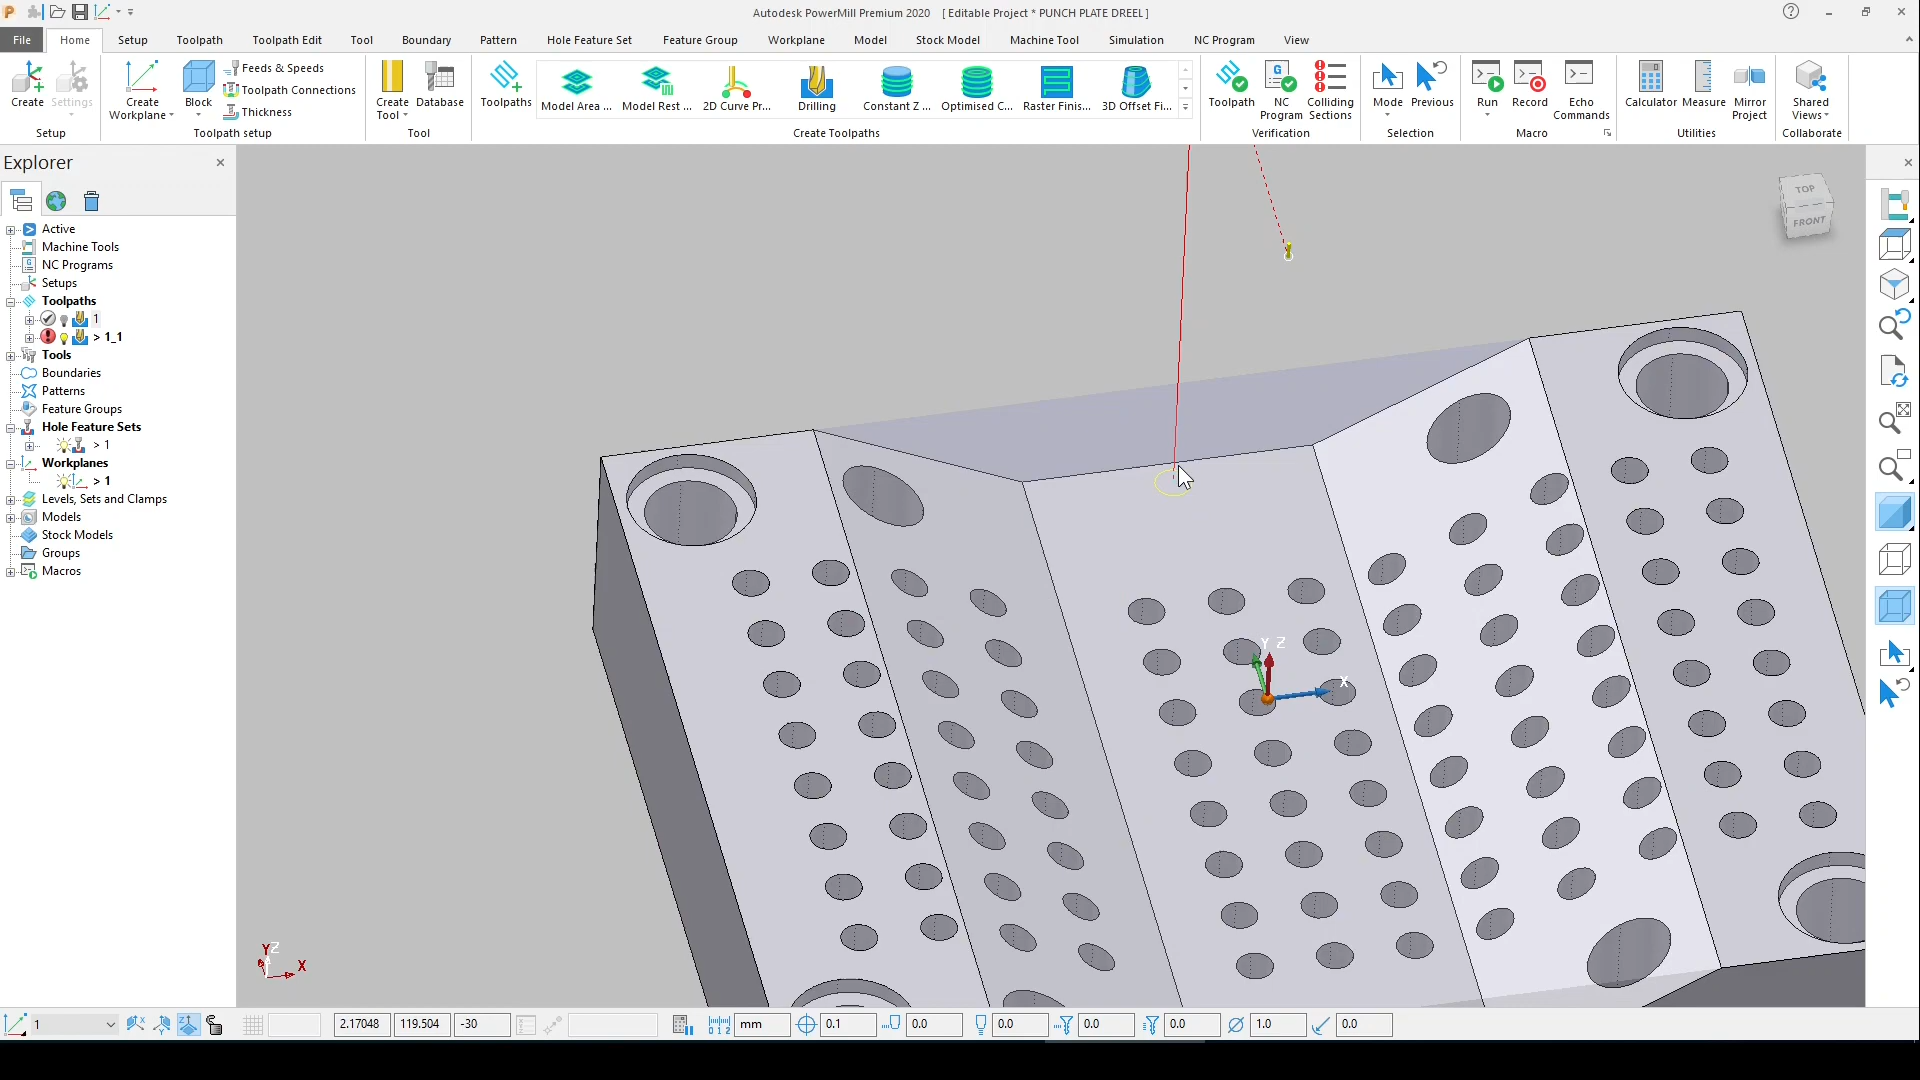 Autodesk PowerMill Premium 2020 [ Editable Project * PUNCH PLATE DREEL ]
File Home Setup Toolpath Toolpath Edit Tool Boundary Pattern Hole Feature Set Feature Group Workplane Model Stock Model Machine Tool Simulation NC Program View
Create
Settings
Setup
Create
Workplane
Block
Feeds & Speeds
Toolpath Connections
Thickness
Toolpath setup
Create
Tool
Database
Tool
Toolpaths
Model Area ...
Model Rest ...
2D Curve Pr...
Drilling
Constant Z ...
Optimised C...
Raster Finis...
3D Offset Fi...
Create Toolpaths
Toolpath
NC
Program
Colliding
Sections
Verification
Mode
Previous
Selection
Run
Record
Echo
Commands
Macro
Calculator
Measure
Mirror
Project
Utilities
Shared
Views
Collaborate
Explorer
Active
Machine Tools
NC Programs
Setups
Toolpaths
1
> 1_1
Tools
Boundaries
Patterns
Feature Groups
Hole Feature Sets
> 1
Workplanes
> 1
Levels, Sets and Clamps
Models
Stock Models
Groups
Macros
TOP
FRONT
Y Z
X
Y Z
X
1 2.17048 119.504 -30 mm 0.1 0.0 0.0 0.0 0.0 1.0 0.0